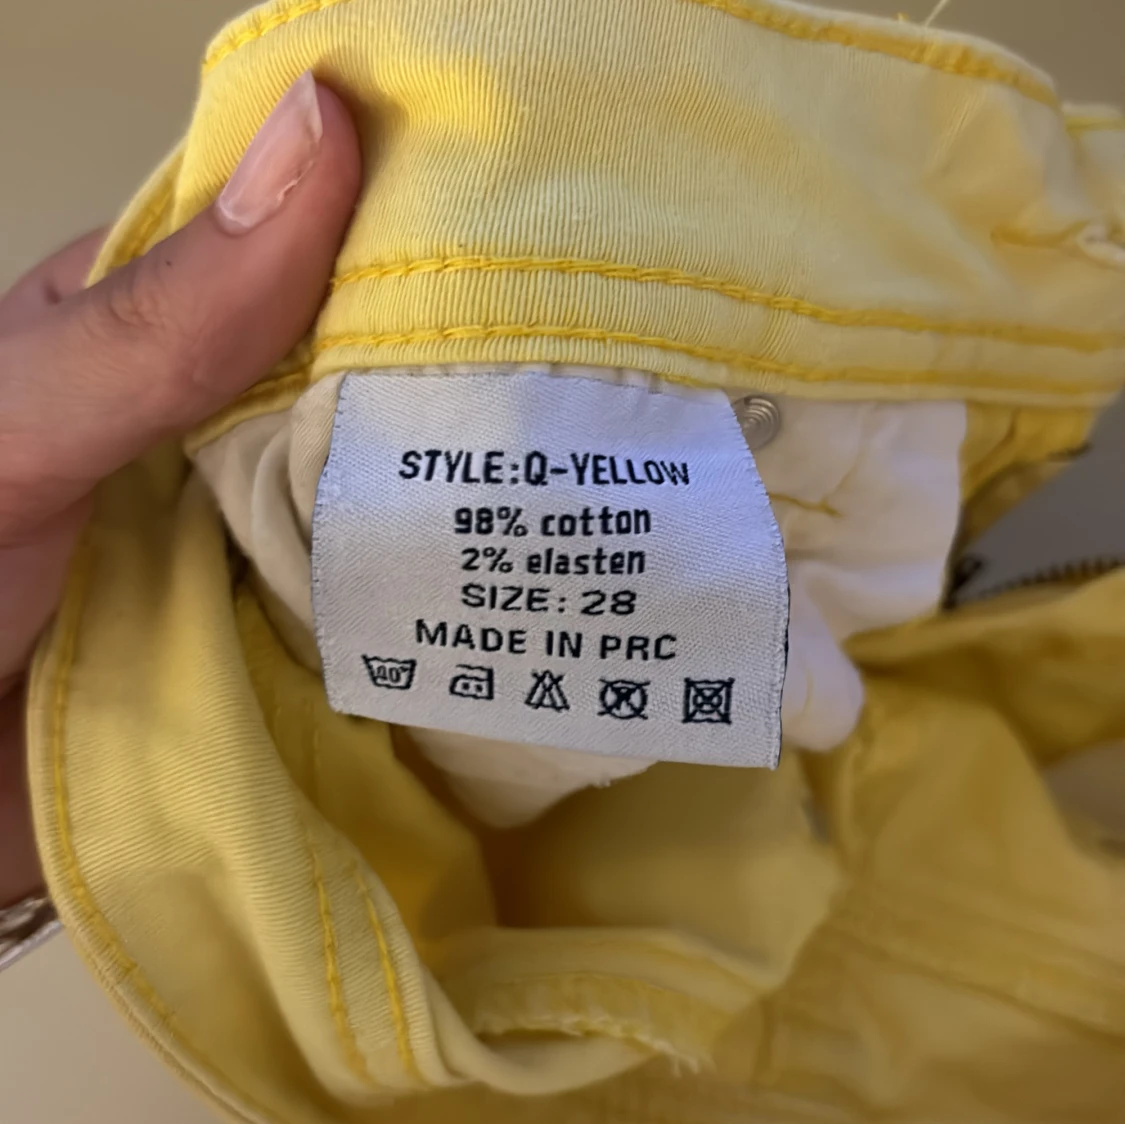 STYLE:Q-YELLOW
98% cotton
2% elasten
SIZE: 28
MADE IN PRC
40°